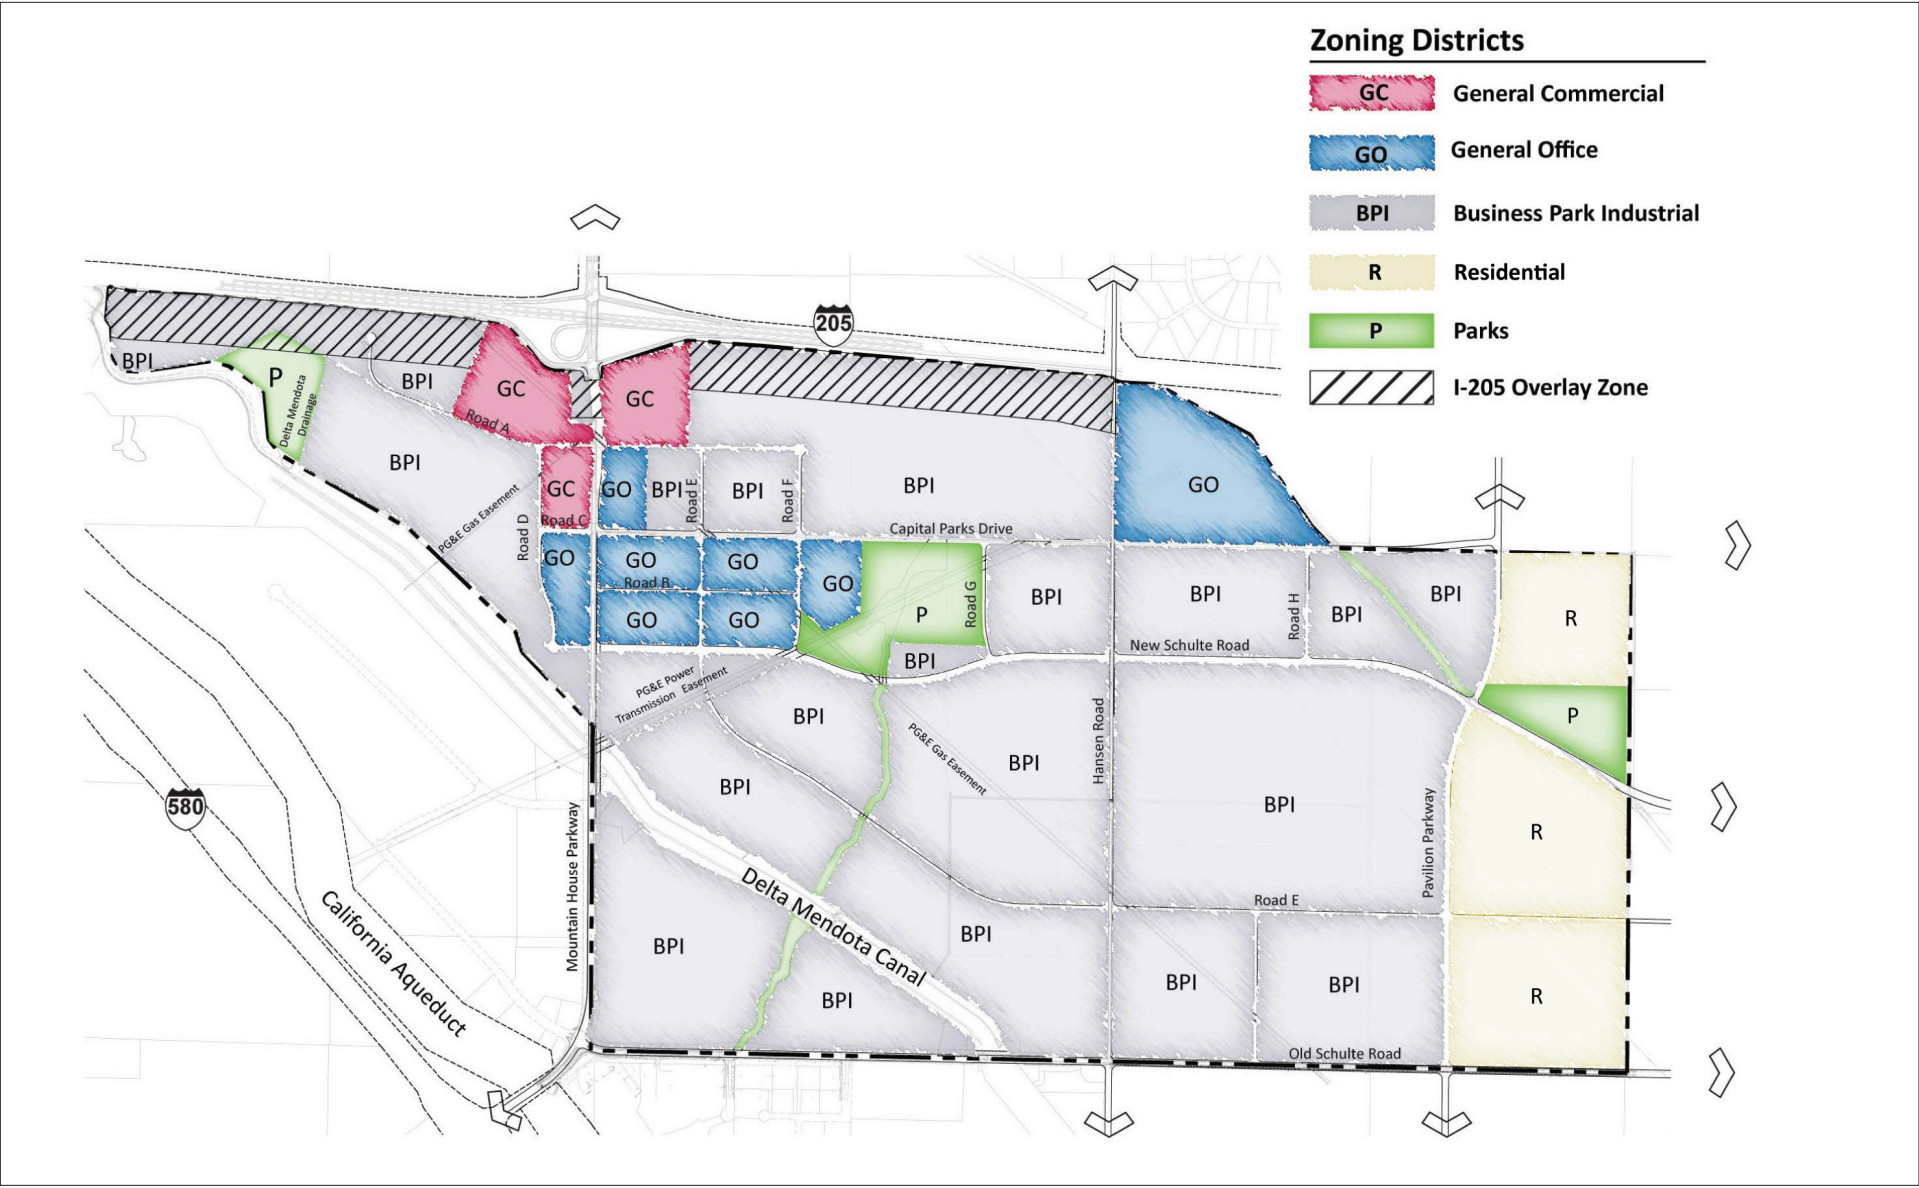 Zoning Districts
GC General Commercial
GO General Office
BPI Business Park Industrial
R Residential
P Parks
I-205 Overlay Zone
205
BPI
P
Delta Mendota
Drainage
BPI
GC
GC
Road A
BPI
GC
GO
BPI
Road E
BPI
Road F
BPI
GO
PG&E Gas Easement
Road D
Road C
Capital Parks Drive
GO
GO
GO
GO
Road B
GO
GO
P
Road G
BPI
BPI
BPI
Road H
BPI
BPI
R
BPI
New Schulte Road
PG&E Power
Transmission Easement
BPI
PG&E Gas Easement
Hansen Road
P
BPI
BPI
BPI
580
Mountain House Parkway
Pavilion Parkway
R
Delta Mendota Canal
Road E
California Aqueduct
BPI
BPI
BPI
BPI
BPI
R
Old Schulte Road